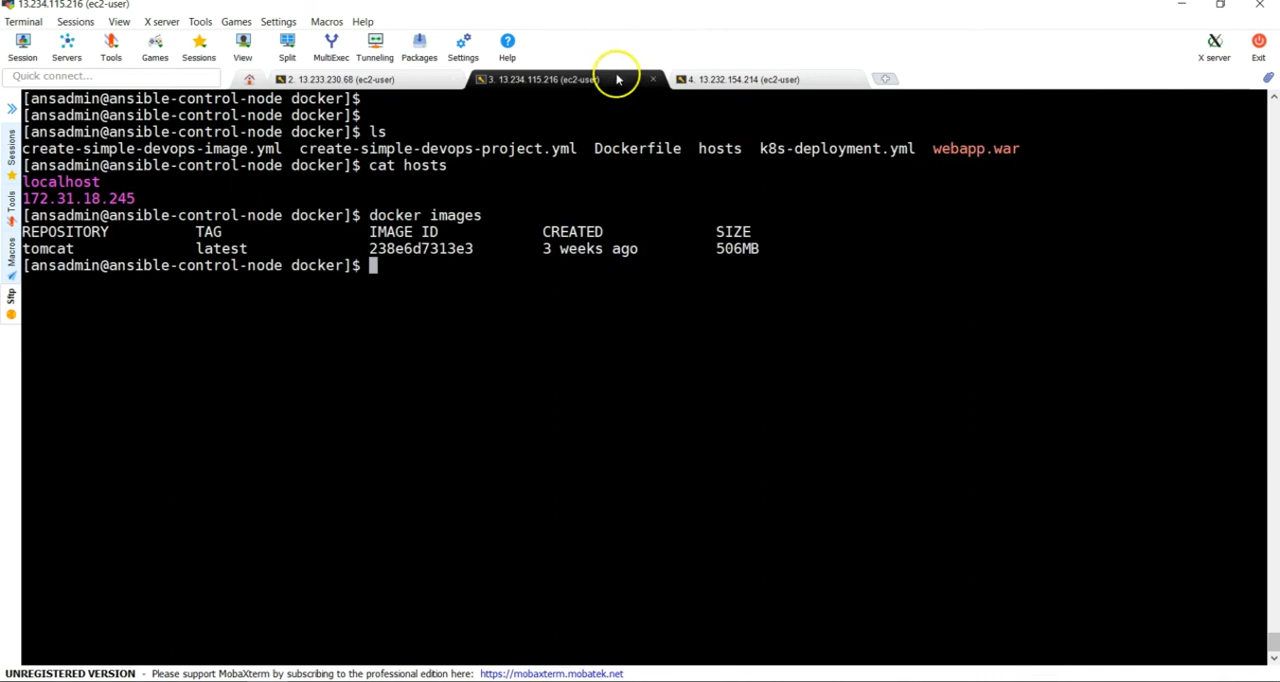 13.234.115.216 (ec2-user)
Terminal Sessions View X server Tools Games Settings Macros Help
Session Servers Tools Games Sessions View Split MultiExec Tunneling Packages Settings Help X server Exit
Quick connect... 2. 13.233.230.68 (ec2-user) 3. 13.234.115.216 (ec2-user) 4. 13.232.154.214 (ec2-user)
[ansadmin@ansible-control-node docker]$
[ansadmin@ansible-control-node docker]$
[ansadmin@ansible-control-node docker]$ ls
create-simple-devops-image.yml create-simple-devops-project.yml Dockerfile hosts k8s-deployment.yml webapp.war
[ansadmin@ansible-control-node docker]$ cat hosts
localhost
172.31.18.245
[ansadmin@ansible-control-node docker]$ docker images
REPOSITORY TAG IMAGE ID CREATED SIZE
tomcat latest 238e6d7313e3 3 weeks ago 506MB
[ansadmin@ansible-control-node docker]$
Sessions
Tools
Macros
Sftp
UNREGISTERED VERSION - Please support MobaXterm by subscribing to the professional edition here: https://mobaxterm.mobatek.net